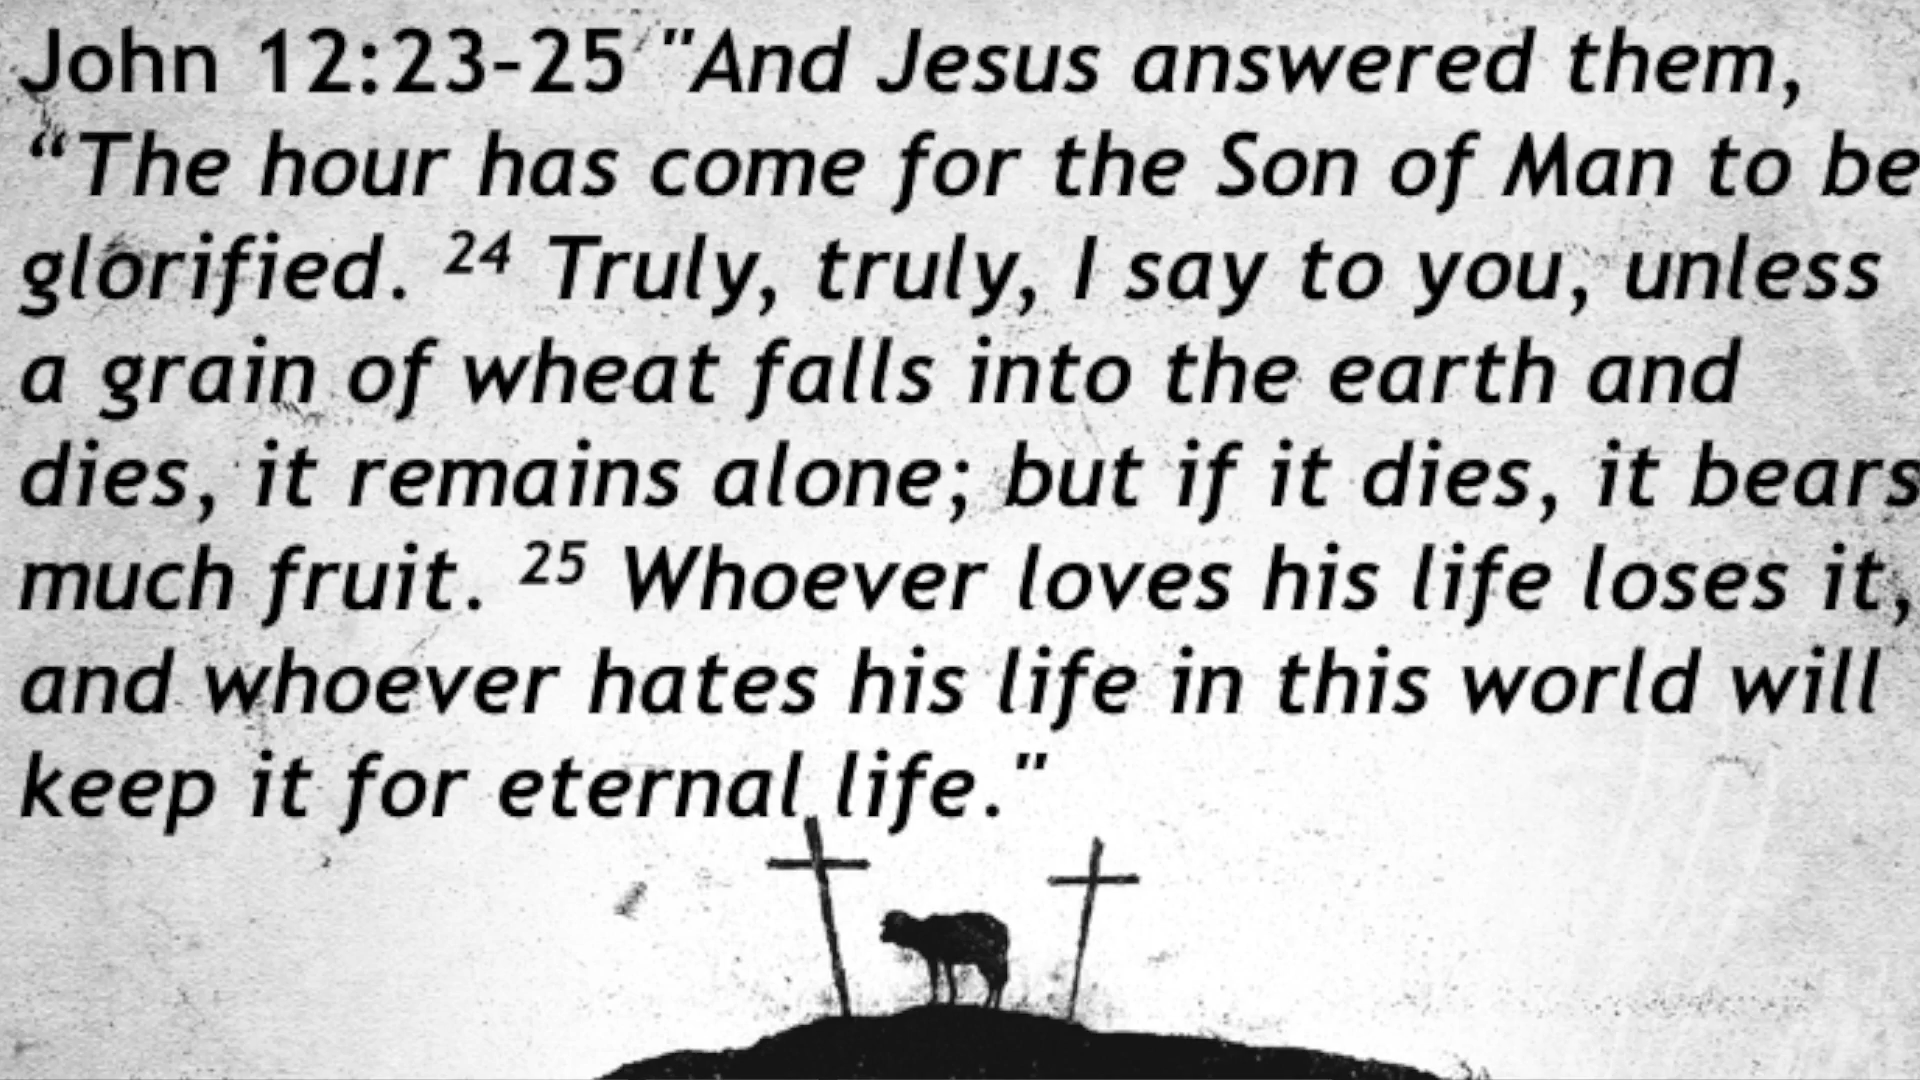 John 12:23-25 "And Jesus answered them,
“The hour has come for the Son of Man to be
glorified. 24 Truly, truly, I say to you, unless
a grain of wheat falls into the earth and
dies, it remains alone; but if it dies, it bears
much fruit. 25 Whoever loves his life loses it,
and whoever hates his life in this world will
keep it for eternal life."